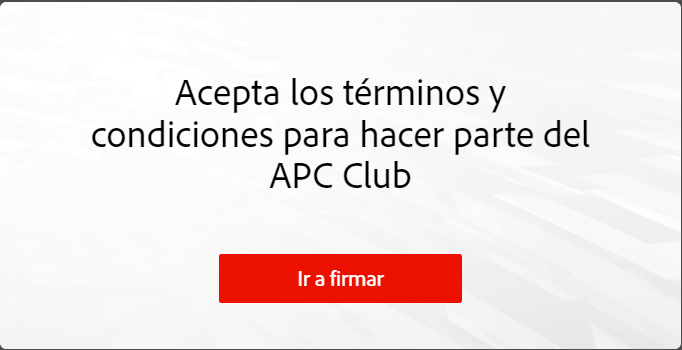 Acepta los términos y
condiciones para hacer parte del
APC Club
Ir a firmar